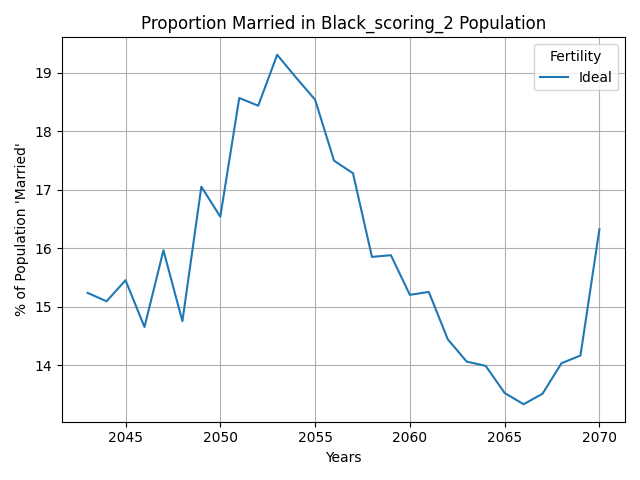 Proportion Married in Black_scoring_2 Population
Fertility
Ideal
% of Population 'Married'
19
18
17
16
15
14
2045
2050
2055
2060
2065
2070
Years